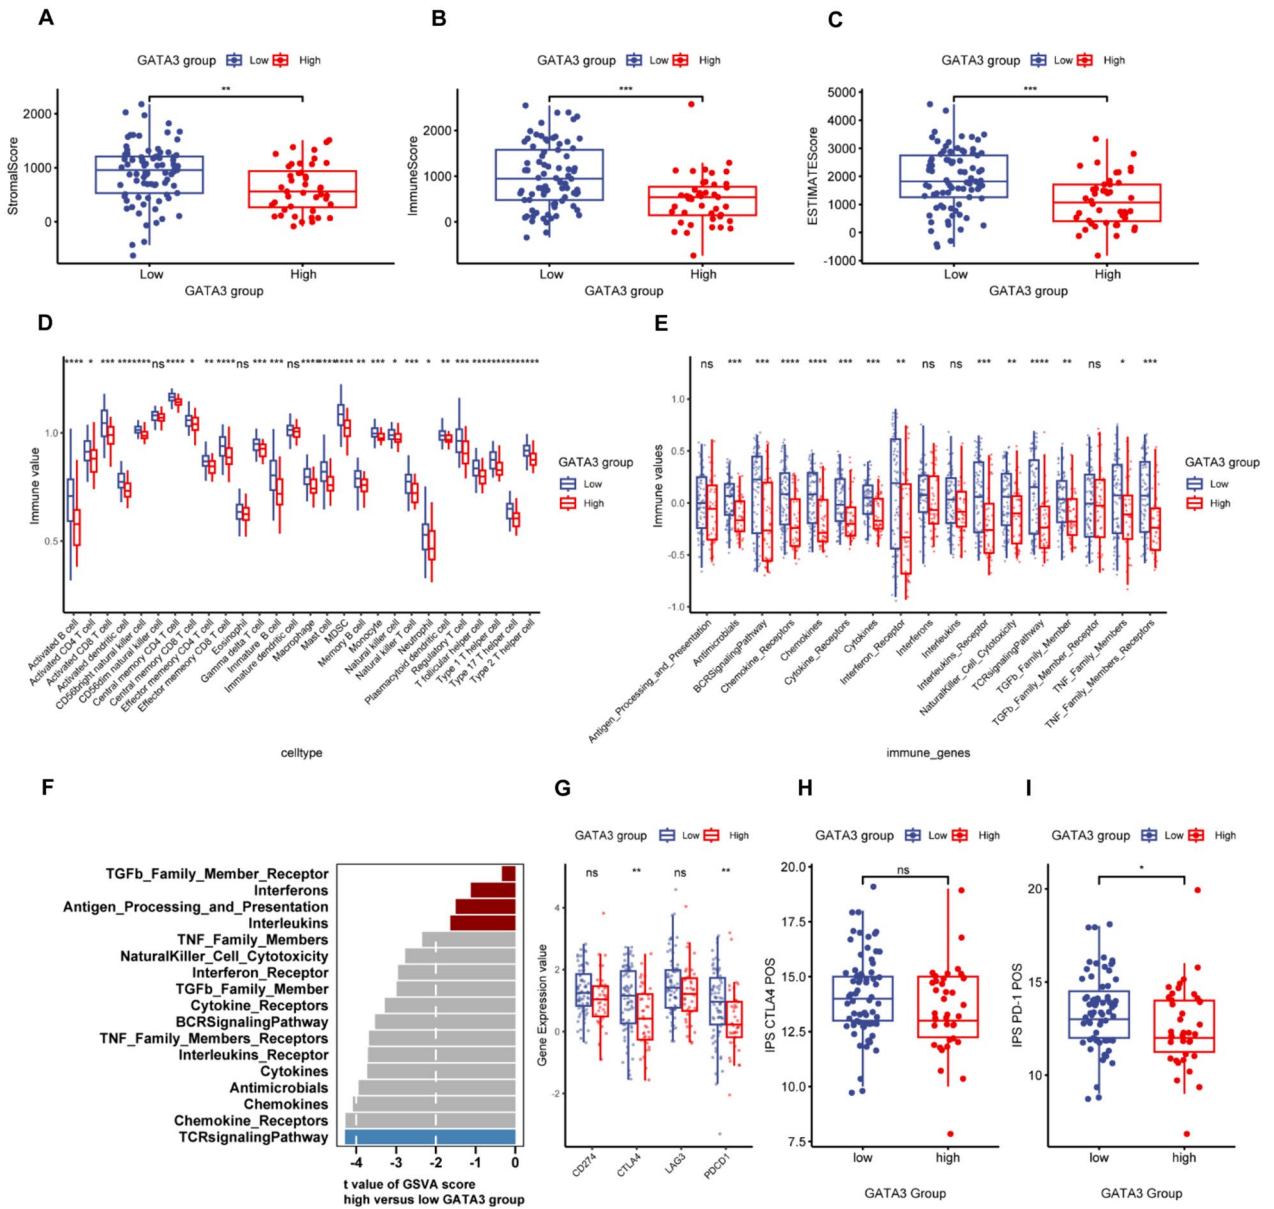 A
GATA3 group Low High
**
StromalScore
2000
1000
0
Low High
GATA3 group
B
GATA3 group Low High
***
ImmuneScore
2000
1000
0
Low High
GATA3 group
C
GATA3 group Low High
***
ESTIMATEScore
5000
4000
3000
2000
1000
0
-1000
Low High
GATA3 group
D
Immune value
1.0
0.5
ns
ns
ns
GATA3 group
Low
High
Activated B cell
Activated CD4 T cell
Activated CD8 T cell
Activated dendritic cell
CD56bright natural killer cell
CD56dim natural killer cell
Central memory CD4 T cell
Central memory CD8 T cell
Effector memory CD4 T cell
Effector memory CD8 T cell
Eosinophil
Gamma delta T cell
Immature B cell
Immature dendritic cell
Macrophage
Mast cell
MDSC
Memory B cell
Monocyte
Natural killer cell
Natural killer T cell
Neutrophil
Plasmacytoid dendritic cell
Regulatory T cell
T follicular helper cell
Type 1 T helper cell
Type 17 T helper cell
Type 2 T helper cell
celltype
E
ns *** *** **** **** *** *** ** ns ns *** ** **** ** ns * ***
Immune values
1.0
0.5
0.0
-0.5
-1.0
GATA3 group
Low
High
Antigen_Processing_and_Presentation
Antimicrobials
BCRSignalingPathway
Chemokine_Receptors
Chemokines
Cytokine_Receptors
Cytokines
Interferon_Receptor
Interferons
Interleukins
Interleukins_Receptor
NaturalKiller_Cell_Cytotoxicity
TCRsignalingPathway
TGFb_Family_Member
TGFb_Family_Member_Receptor
TNF_Family_Members
TNF_Family_Members_Receptors
immune_genes
F
TGFb_Family_Member_Receptor
Interferons
Antigen_Processing_and_Presentation
Interleukins
TNF_Family_Members
NaturalKiller_Cell_Cytotoxicity
Interferon_Receptor
TGFb_Family_Member
Cytokine_Receptors
BCRSignalingPathway
TNF_Family_Members_Receptors
Interleukins_Receptor
Cytokines
Antimicrobials
Chemokines
Chemokine_Receptors
TCRsignalingPathway
-4 -3 -2 -1 0
t value of GSVA score
high versus low GATA3 group
G
GATA3 group Low High
ns ** ns **
Gene Expression value
4
2
0
-2
CD274
CTLA4
LAG3
PDCD1
H
GATA3 group Low High
ns
IPS CTLA4 POS
20.0
17.5
15.0
12.5
10.0
7.5
low high
GATA3 Group
I
GATA3 group Low High
*
IPS PD-1 POS
20
15
10
low high
GATA3 Group